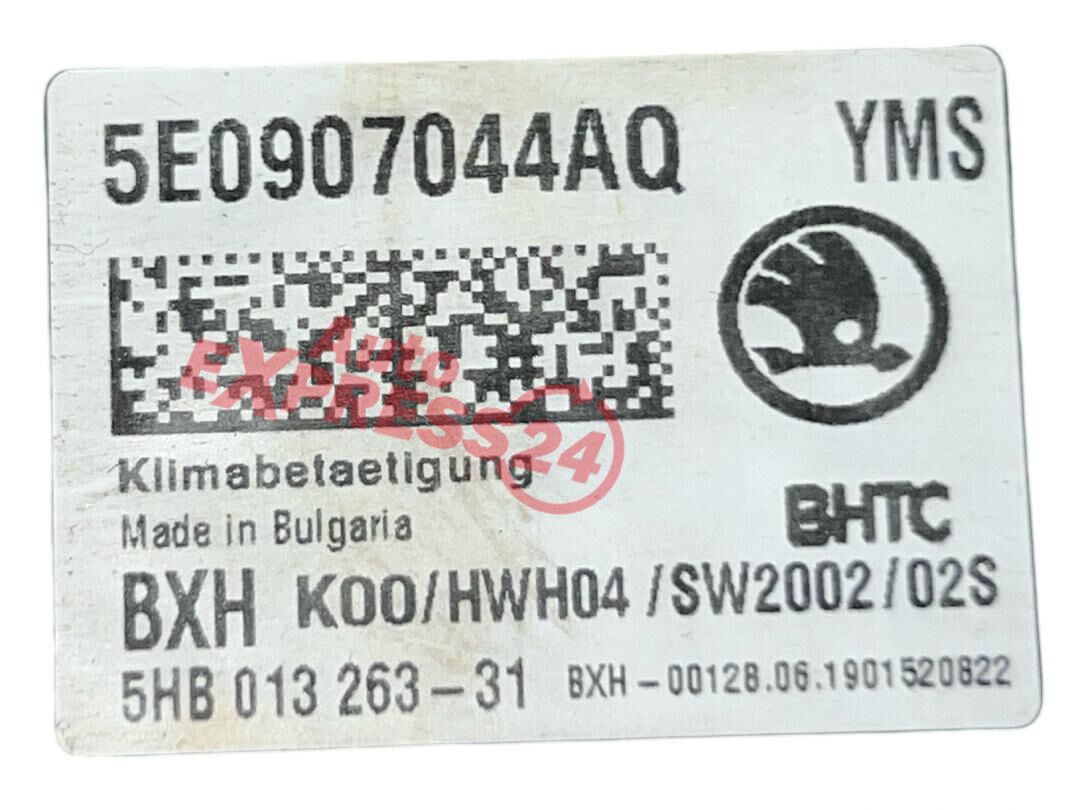 5E0907044AQ YMS
Auto
EXPRESS24
Klimabetaetigung
Made in Bulgaria
BHTC
BXH K00/HWH04/SW2002/02S
5HB 013 263-31 BXH-00128.06.1901520822